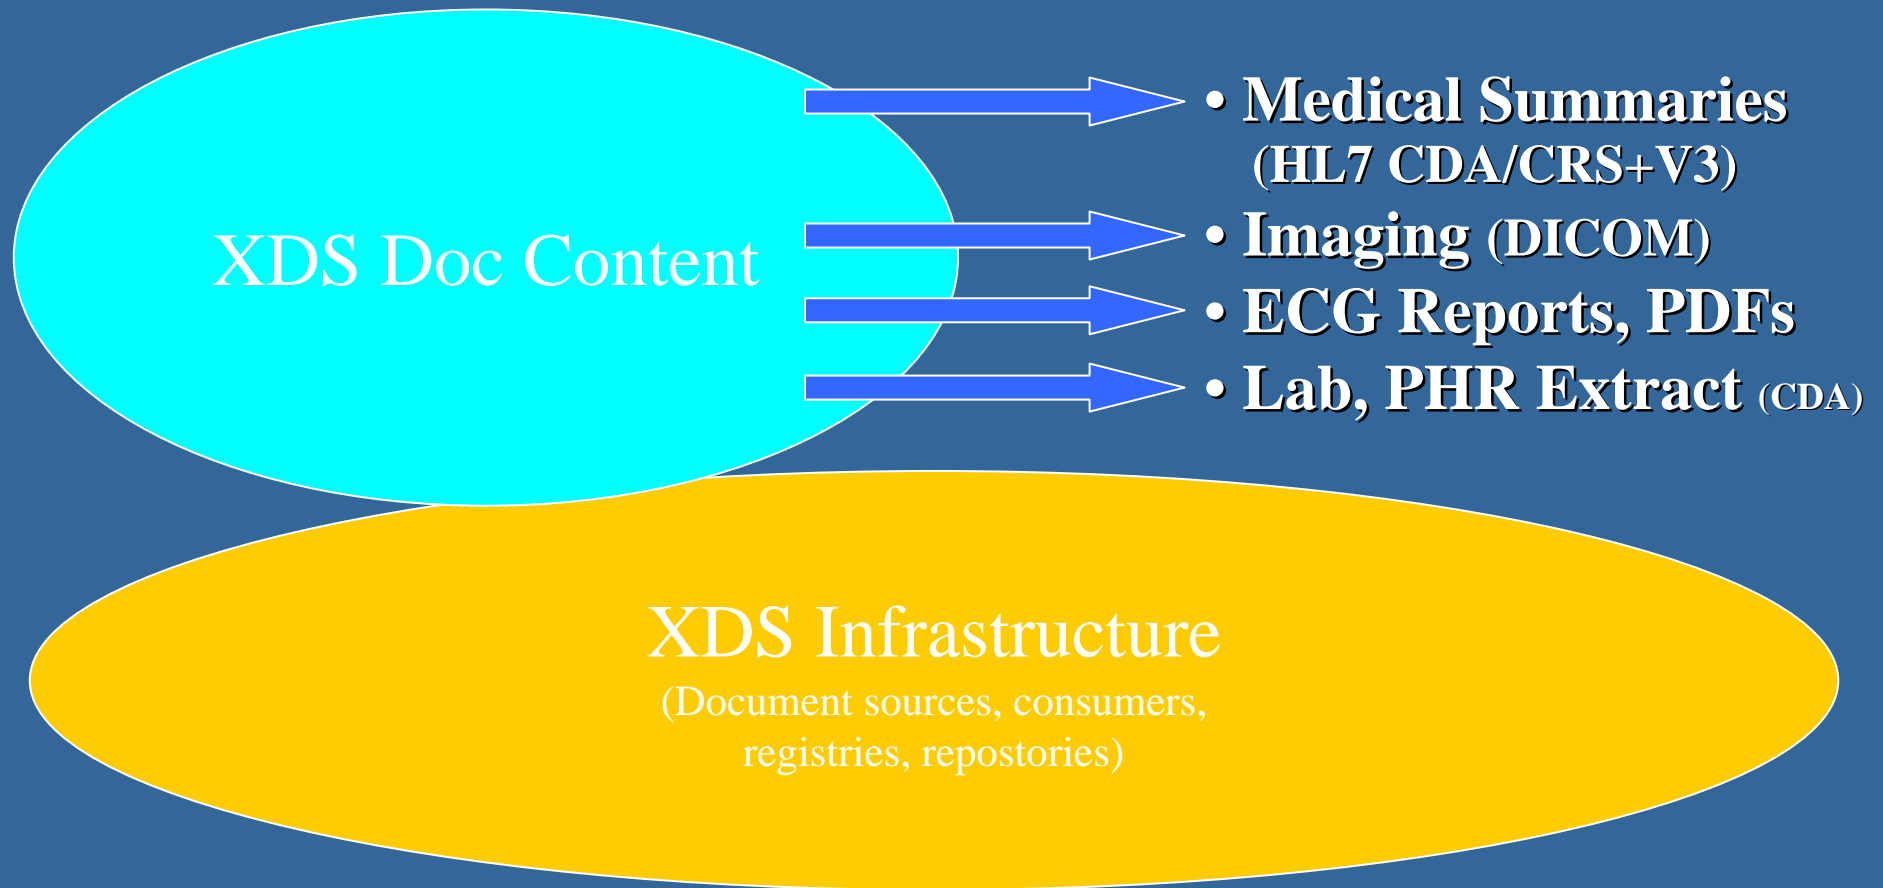 XDS Doc Content
• Medical Summaries
(HL7 CDA/CRS+V3)
• Imaging (DICOM)
• ECG Reports, PDFs
• Lab, PHR Extract (CDA)
XDS Infrastructure
(Document sources, consumers,
registries, repostories)